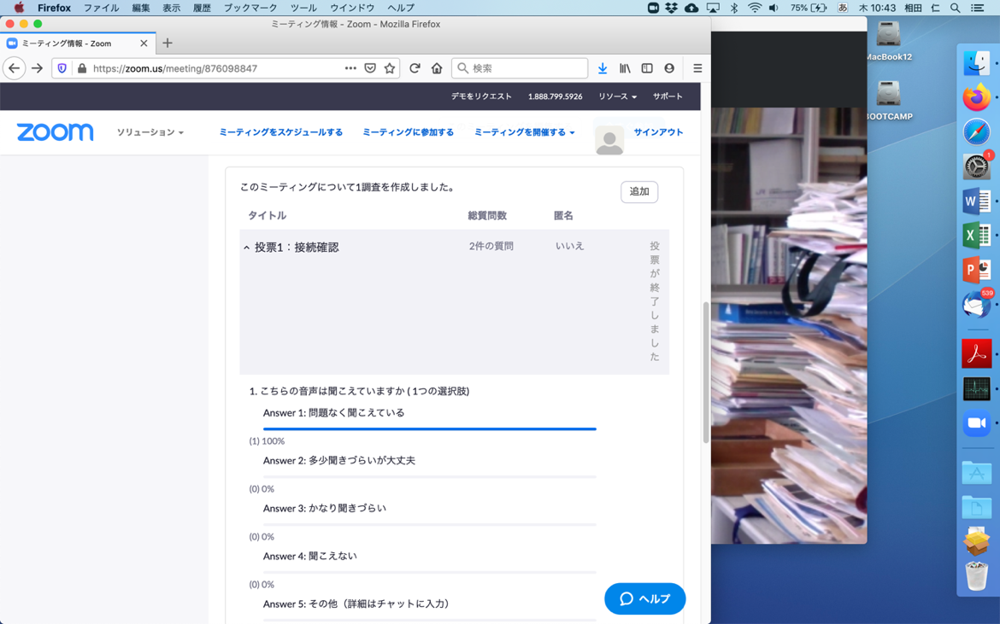 Firefox ファイル 編集 表示 履歴 ブックマーク ツール ウインドウ ヘルプ 75% あ 木 10:43 相田 仁
ミーティング情報 - Zoom - Mozilla Firefox
ミーティング情報 - Zoom
https://zoom.us/meeting/876098847 検索
デモをリクエスト 1.888.799.5926 リソース サポート
zoom ソリューション ミーティングをスケジュールする ミーティングに参加する ミーティングを開催する サインアウト
このミーティングについて1調査を作成しました。 追加
タイトル 総質問数 匿名
投票1：接続確認 2件の質問 いいえ 投票が終了しました
1. こちらの音声は聞こえていますか ( 1つの選択肢)
Answer 1: 問題なく聞こえている
(1) 100%
Answer 2: 多少聞きづらいが大丈夫
(0) 0%
Answer 3: かなり聞きづらい
(0) 0%
Answer 4: 聞こえない
(0) 0%
Answer 5: その他（詳細はチャットに入力）
ヘルプ
MacBook12
BOOTCAMP
1
W
X
P
539